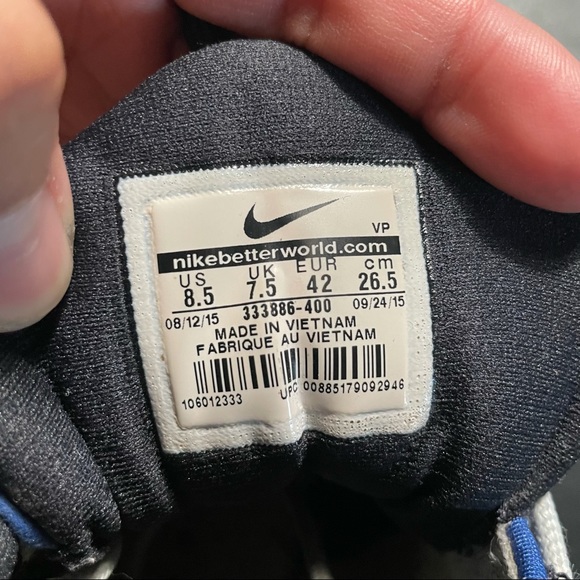 VP
nikebetterworld.com
US UK EUR cm
8.5 7.5 42 26.5
08/12/15 333886-400 09/24/15
MADE IN VIETNAM
FABRIQUE AU VIETNAM
106012333 UPC 00885179092946